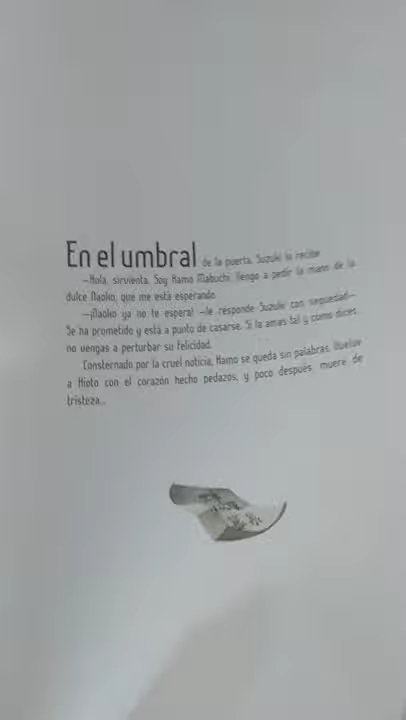 En el umbral de la puerta, Suzuki lo recibe
—Hola, sirvienta. Soy Hamo Mabuchi. Vengo a pedir la mano de la
dulce Naoko, que me está esperando.
—¡Naoko ya no te espera! —le responde Suzuki con sequedad—.
Se ha prometido y está a punto de casarse. Si la amas tal y como dices,
no vengas a perturbar su felicidad.
Consternado por la cruel noticia, Hamo se queda sin palabras. Vuelve
a Kioto con el corazón hecho pedazos, y poco después muere de
tristeza...